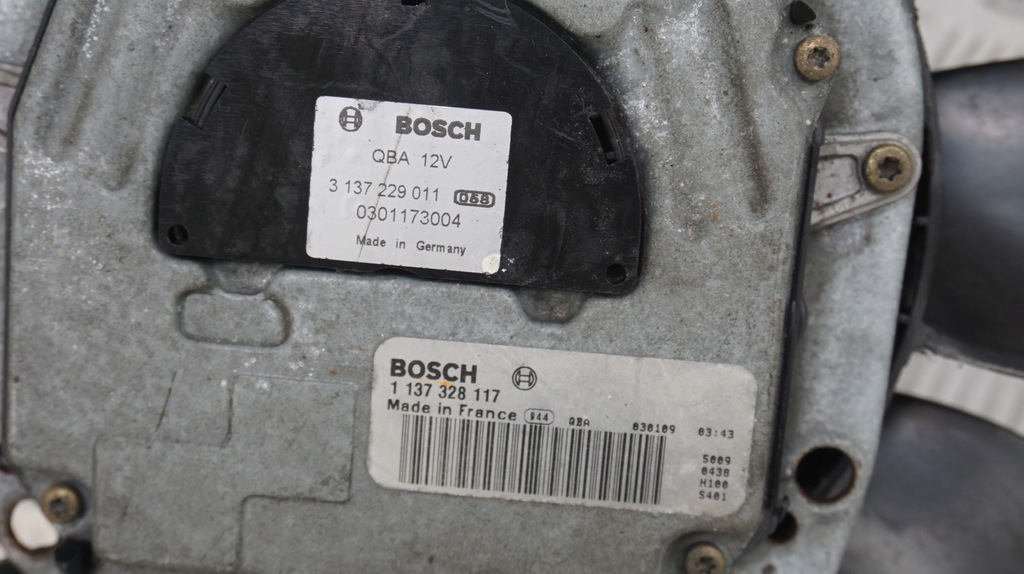 BOSCH
QBA 12V
3 137 229 011 058
0301173004
Made in Germany
BOSCH
1 137 328 117
Made in France 944 QBA 030109 03:43
5009
0438
H100
S401